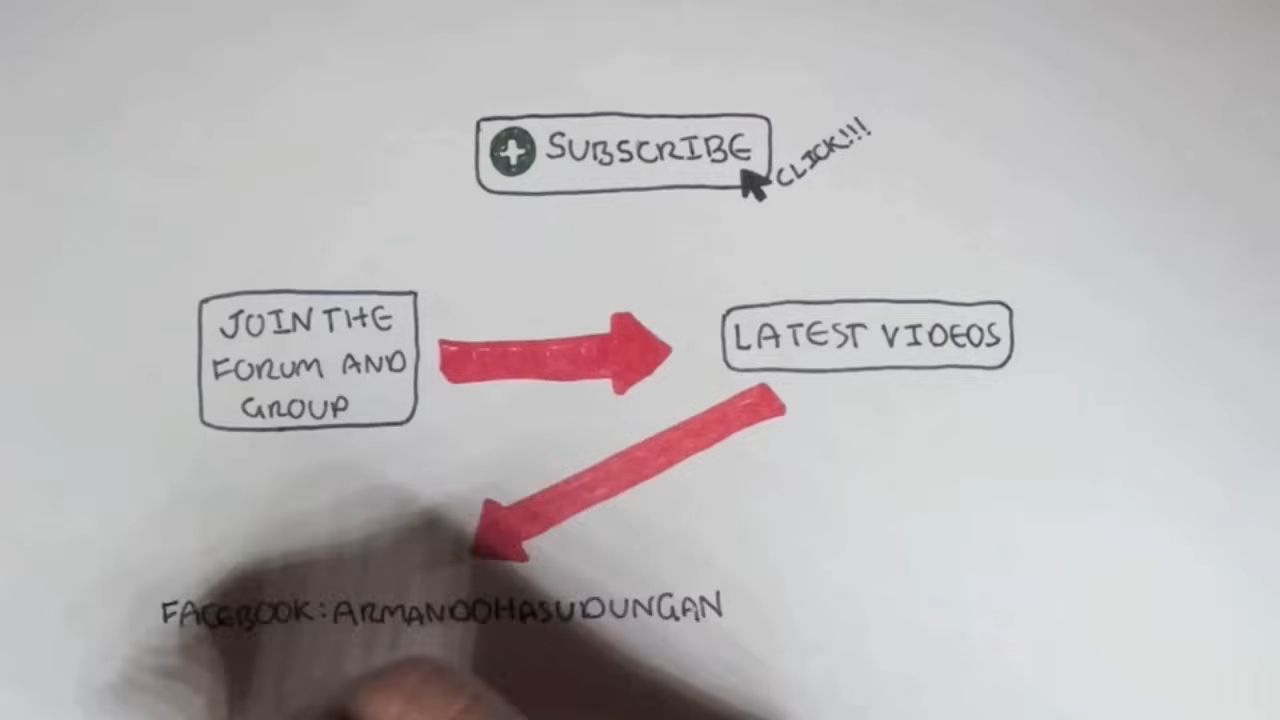 SUBSCRIBE
CLICK!!!
JOIN THE
FORUM AND
GROUP
LATEST VIDEOS
FACEBOOK: ARMANDOHASUDUNGAN